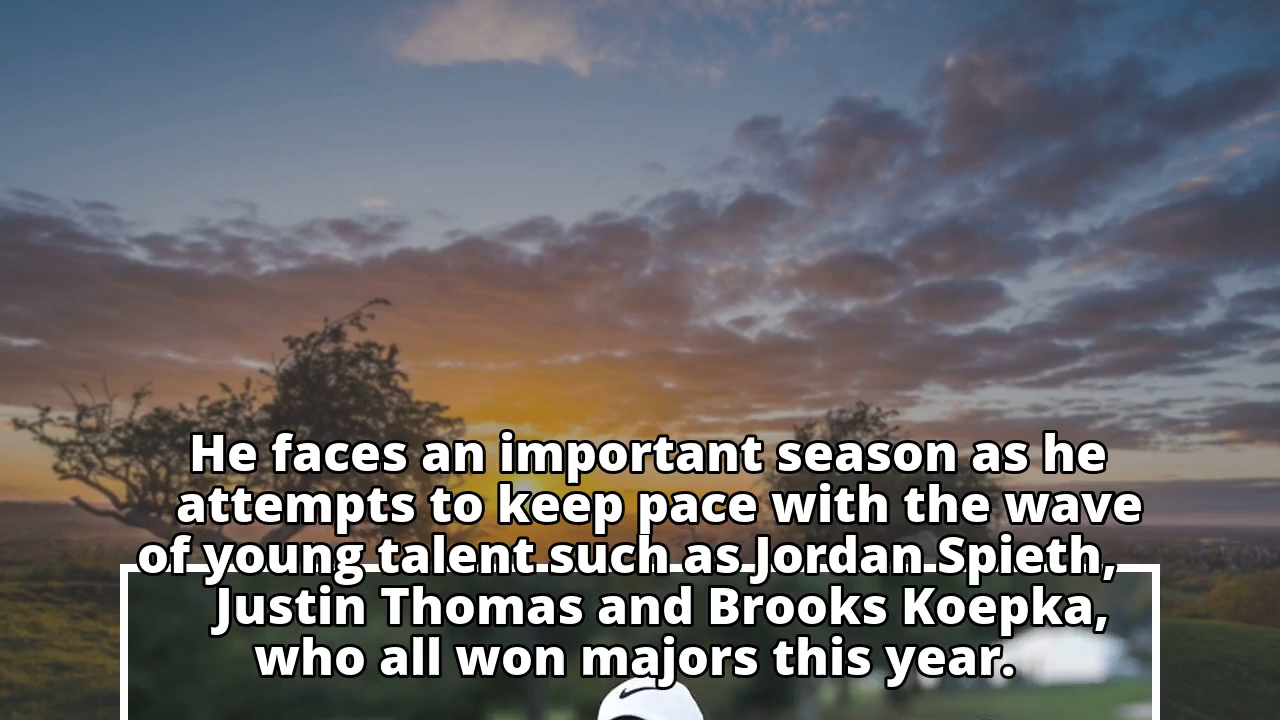 He faces an important season as he
attempts to keep pace with the wave
of young talent such as Jordan Spieth,
Justin Thomas and Brooks Koepka,
who all won majors this year.